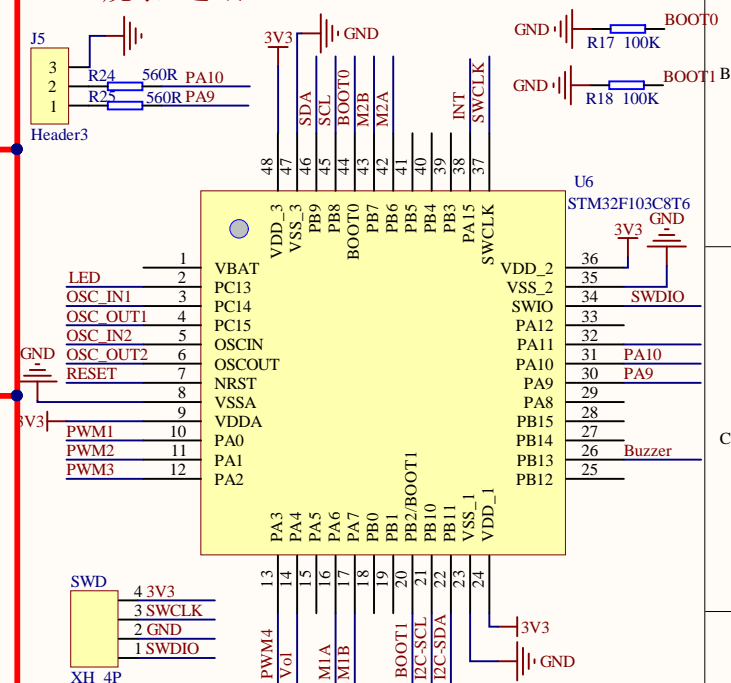 J5
3
2
1
Header3
R24
560R
PA10
R25
560R
PA9
GND
3V3
GND
R17
100K
BOOT0
GND
R18
100K
BOOT1
B
SDA
SCL
BOOT0
M2B
M2A
INT
SWCLK
48
47
46
45
44
43
42
41
40
39
38
37
U6
STM32F103C8T6
VDD_3
VSS_3
PB9
PB8
BOOT0
PB7
PB6
PB5
PB4
PB3
PA15
SWCLK
3V3
GND
1
VBAT
LED
2
PC13
OSC_IN1
3
PC14
OSC_OUT1
4
PC15
OSC_IN2
5
OSCIN
OSC_OUT2
6
OSCOUT
RESET
7
NRST
GND
8
VSSA
3V3
9
VDDA
PWM1
10
PA0
PWM2
11
PA1
PWM3
12
PA2
VDD_2
36
VSS_2
35
SWIO
34
SWDIO
PA12
33
PA11
32
PA10
31
PA10
PA9
30
PA9
PA8
29
PB15
28
PB14
27
PB13
26
Buzzer
PB12
25
C
PA3
PA4
PA5
PA6
PA7
PB0
PB1
PB2/BOOT1
PB10
PB11
VSS_1
VDD_1
13
14
15
16
17
18
19
20
21
22
23
24
PWM4
Vol
M1A
M1B
BOOT1
I2C-SCL
I2C-SDA
3V3
GND
SWD
4
3V3
3
SWCLK
2
GND
1
SWDIO
XH_4P